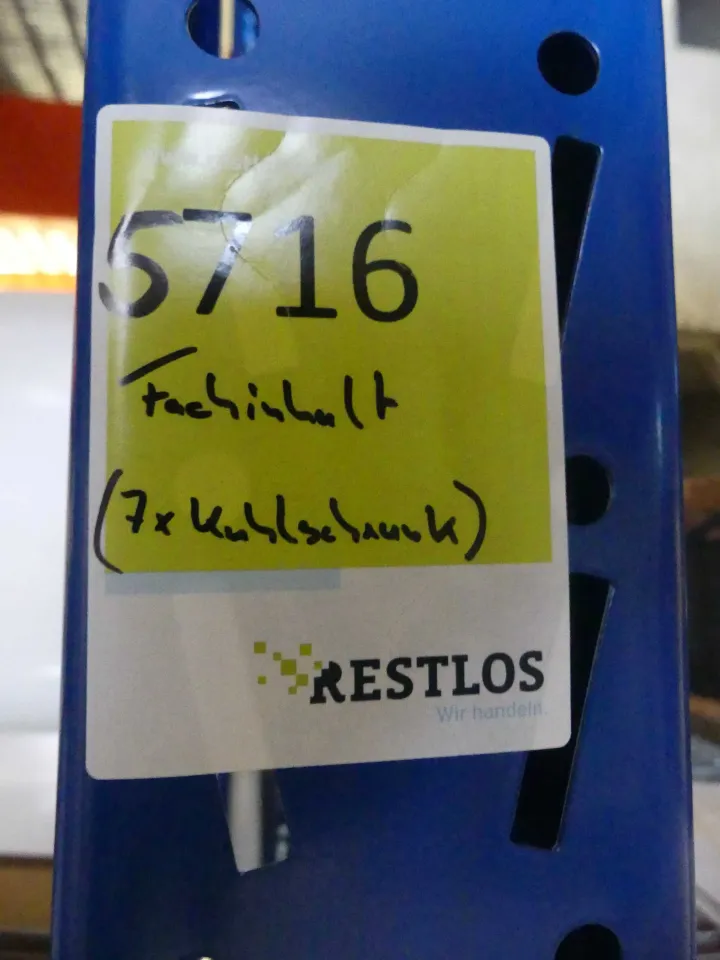 5716
Fachinhalt
(7x Kühlschrank)
RESTLOS
Wir handeln.